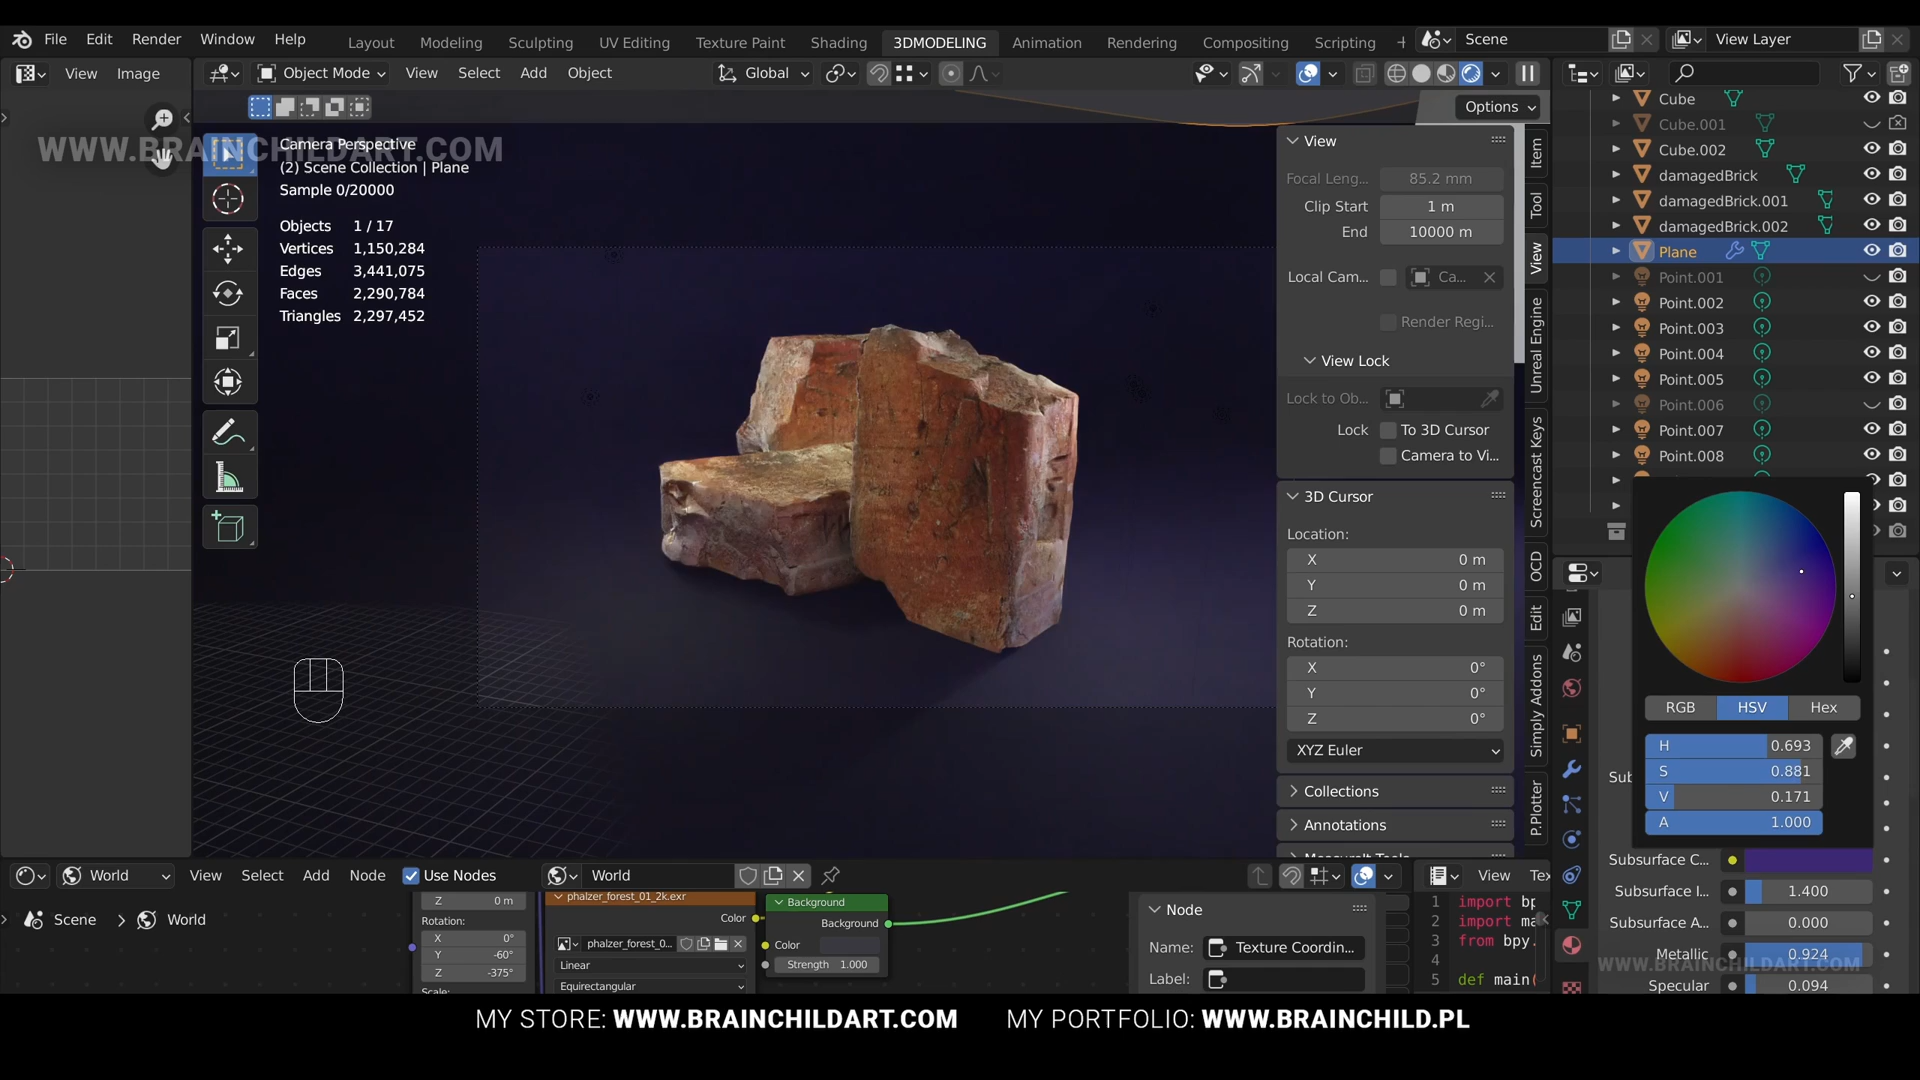 File Edit Render Window Help Layout Modeling Sculpting UV Editing Texture Paint Shading 3DMODELING Animation Rendering Compositing Scripting + Scene View Layer
View Image Object Mode View Select Add Object Global
Options
WWW.BRAINCHILDART.COM
Camera Perspective
(2) Scene Collection | Plane
Sample 0/20000
Objects 1 / 17
Vertices 1,150,284
Edges 3,441,075
Faces 2,290,784
Triangles 2,297,452
View
Focal Leng... 85.2 mm
Clip Start 1 m
End 10000 m
Local Cam... Ca...
Render Regi...
View Lock
Lock to Ob...
Lock To 3D Cursor
Camera to Vi...
3D Cursor
Location:
X 0 m
Y 0 m
Z 0 m
Rotation:
X 0°
Y 0°
Z 0°
XYZ Euler
Collections
Annotations
Item
Tool
View
Unreal Engine
Screencast Keys
OCD
Edit
Simply Addons
P.Plotter
Cube
Cube.001
Cube.002
damagedBrick
damagedBrick.001
damagedBrick.002
Plane
Point.001
Point.002
Point.003
Point.004
Point.005
Point.006
Point.007
Point.008
RGB HSV Hex
H 0.693
S 0.881
V 0.171
A 1.000
Sub
Subsurface C...
Subsurface I... 1.400
Subsurface A... 0.000
Metallic 0.924
WWW.BRAINCHILDART.COM
Specular 0.094
World View Select Add Node Use Nodes World View Tex
Scene > World
Z 0 m
Rotation:
X 0°
Y -60°
Z -375°
Scale:
phalzer_forest_01_2k.exr
Color
phalzer_forest_0...
Linear
Equirectangular
Background
Background
Color
Strength 1.000
Node
Name: Texture Coordin...
Label:
1 import bp
2 import ma
3 from bpy.
4
5 def main(
MY STORE: WWW.BRAINCHILDART.COM MY PORTFOLIO: WWW.BRAINCHILD.PL